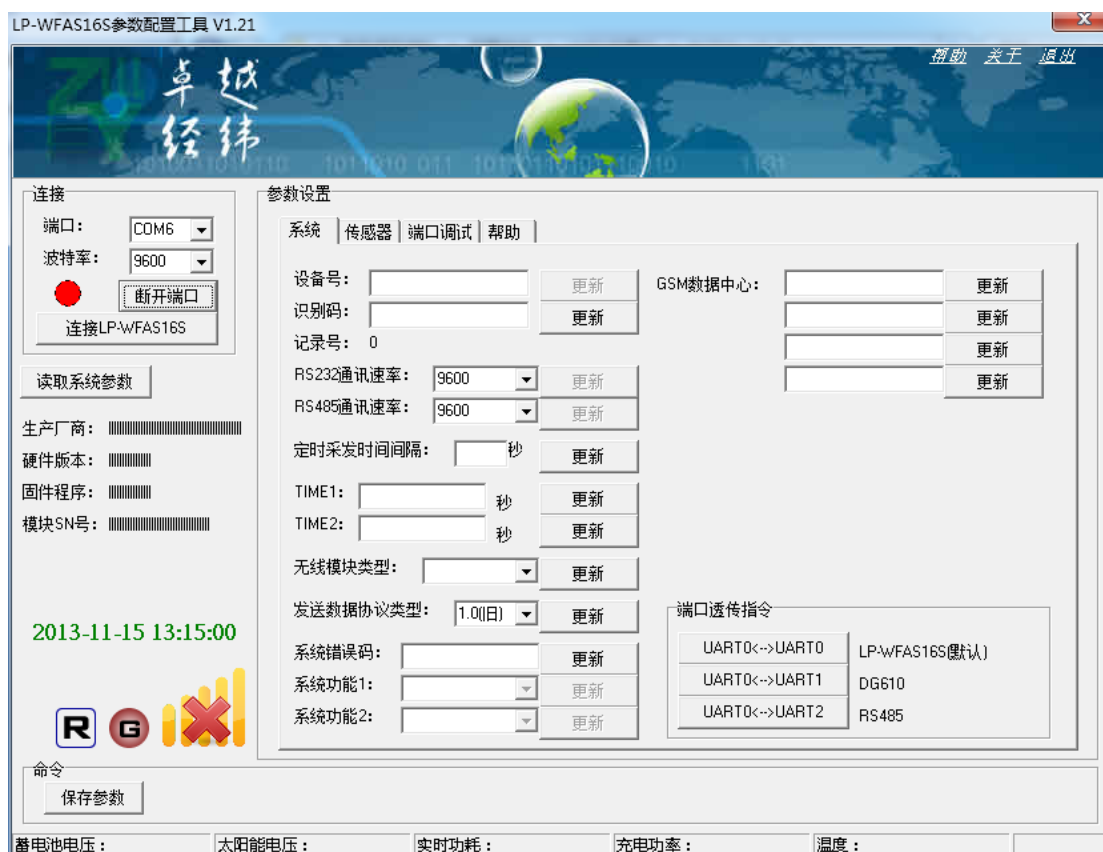 LP-WFAS16S参数配置工具 V1.21
帮助 关于 退出
卓越
经纬
连接
端口： COM6
波特率： 9600
断开端口
连接LP-WFAS16S
读取系统参数
生产厂商：
硬件版本：
固件程序：
模块SN号：
2013-11-15 13:15:00
R G
参数设置
系统 传感器 端口调试 帮助
设备号： 更新
识别码： 更新
记录号： 0
RS232通讯速率： 9600 更新
RS485通讯速率： 9600 更新
定时采发时间间隔： 秒 更新
TIME1： 秒 更新
TIME2： 秒 更新
无线模块类型： 更新
发送数据协议类型： 1.0(旧) 更新
系统错误码： 更新
系统功能1： 更新
系统功能2： 更新
GSM数据中心： 更新
更新
更新
更新
端口透传指令
UART0<-->UART0 LP-WFAS16S(默认)
UART0<-->UART1 DG610
UART0<-->UART2 RS485
命令
保存参数
蓄电池电压： 太阳能电压： 实时功耗： 充电功率： 温度：